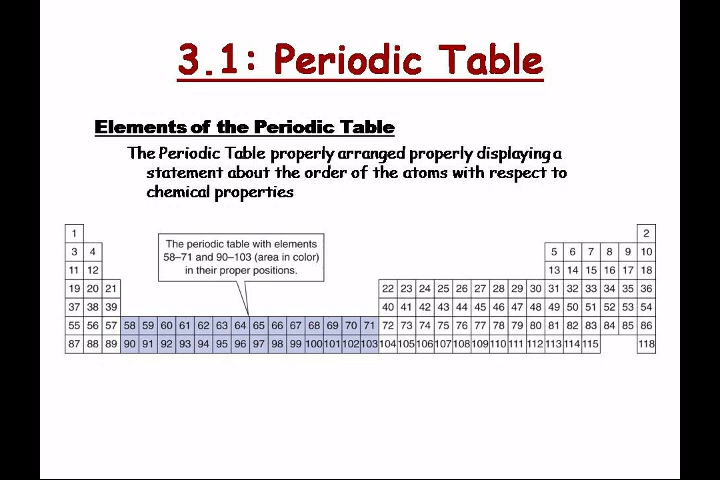 3.1: Periodic Table
Elements of the Periodic Table
The Periodic Table properly arranged properly displaying a
statement about the order of the atoms with respect to
chemical properties
1 2
The periodic table with elements
58–71 and 90–103 (area in color)
in their proper positions.
3 4 5 6 7 8 9 10
11 12 13 14 15 16 17 18
19 20 21 22 23 24 25 26 27 28 29 30 31 32 33 34 35 36
37 38 39 40 41 42 43 44 45 46 47 48 49 50 51 52 53 54
55 56 57 58 59 60 61 62 63 64 65 66 67 68 69 70 71 72 73 74 75 76 77 78 79 80 81 82 83 84 85 86
87 88 89 90 91 92 93 94 95 96 97 98 99 100 101 102 103 104 105 106 107 108 109 110 111 112 113 114 115 118